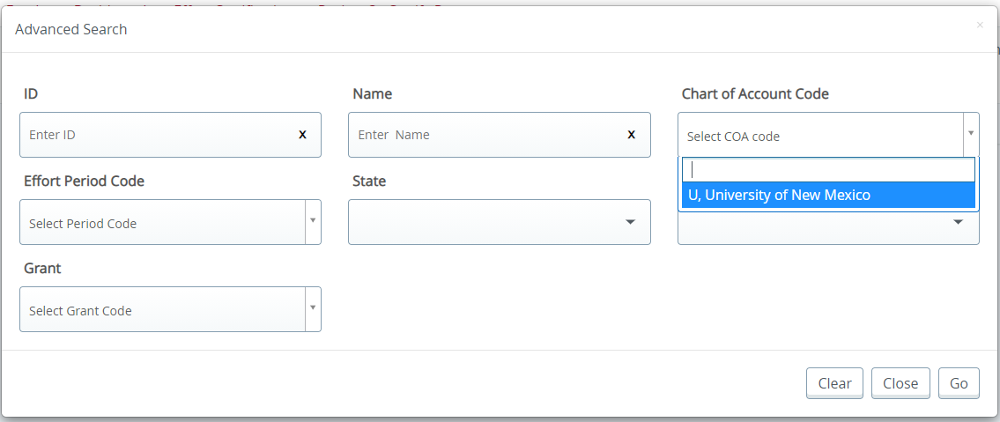 Advanced Search
×
ID
Name
Chart of Account Code
Enter ID
x
Enter Name
x
Select COA code
U, University of New Mexico
Effort Period Code
State
Select Period Code
Grant
Select Grant Code
Clear
Close
Go